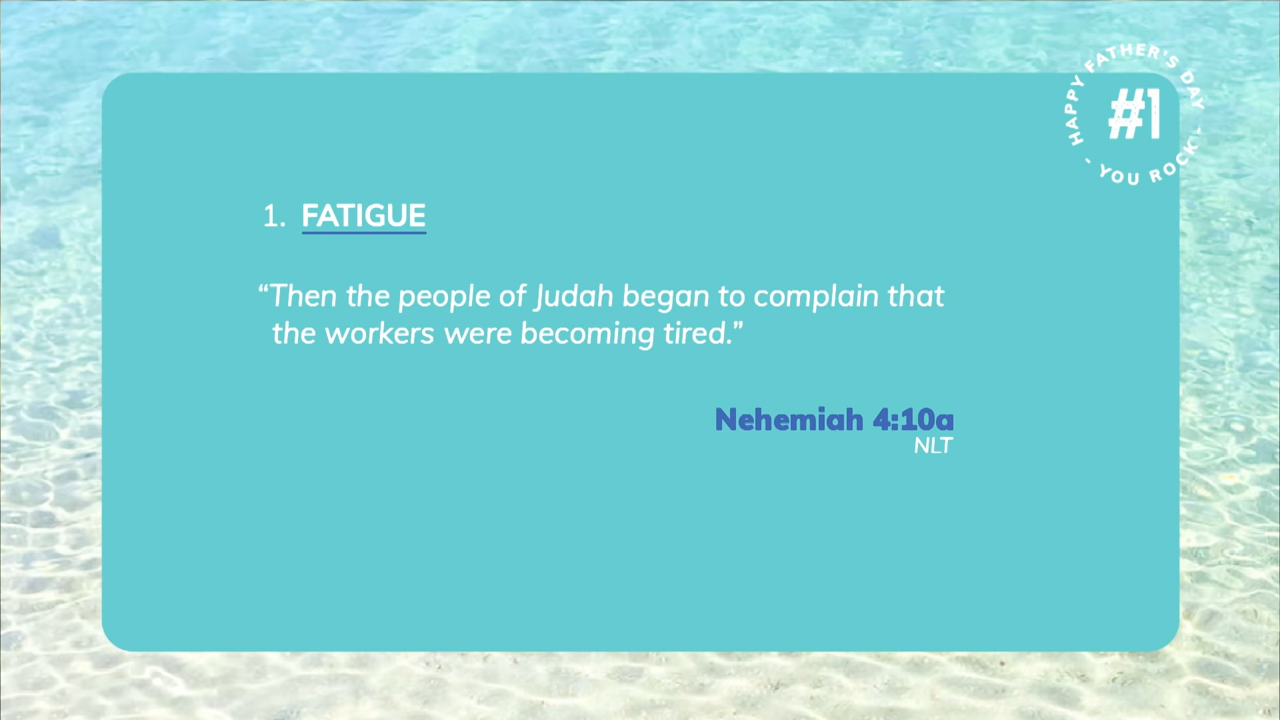 HAPPY FATHER'S DAY
#1
- YOU ROCK -
1. FATIGUE
“Then the people of Judah began to complain that
the workers were becoming tired.”
Nehemiah 4:10a
NLT